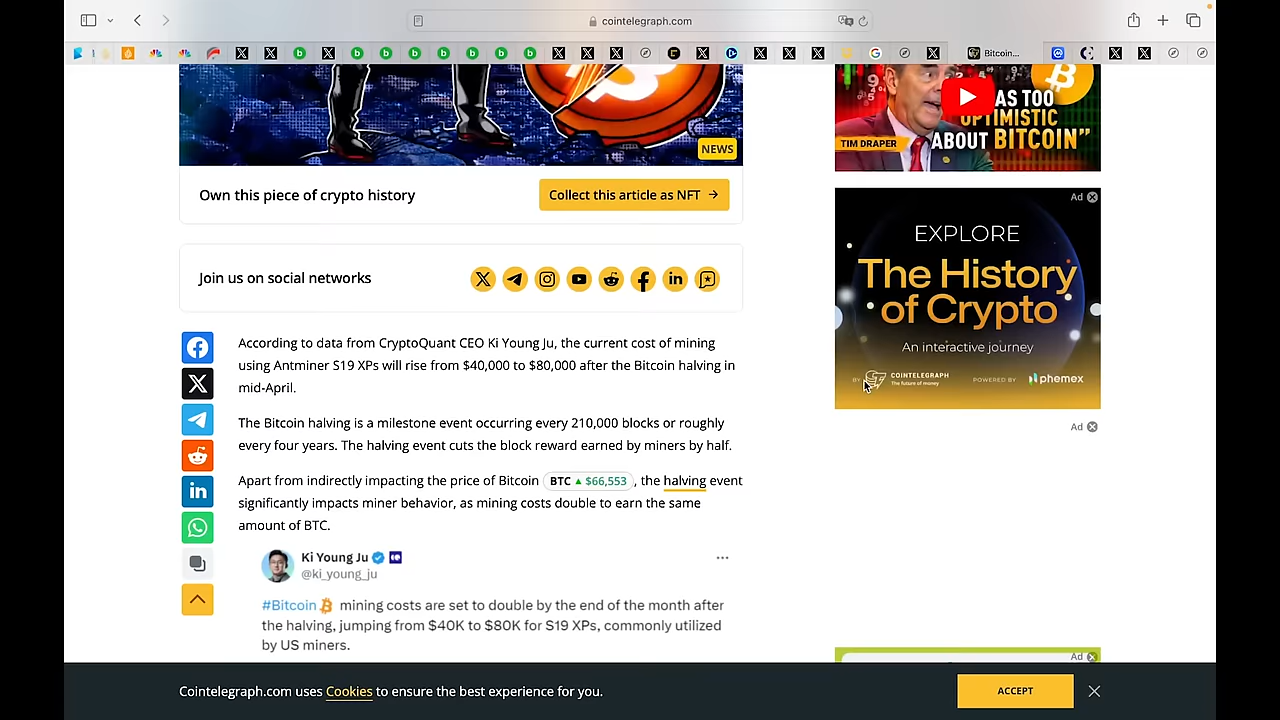 cointelegraph.com
Bitcoin...
NEWS
Own this piece of crypto history
Collect this article as NFT →
Join us on social networks
According to data from CryptoQuant CEO Ki Young Ju, the current cost of mining
using Antminer S19 XPs will rise from $40,000 to $80,000 after the Bitcoin halving in
mid-April.
The Bitcoin halving is a milestone event occurring every 210,000 blocks or roughly
every four years. The halving event cuts the block reward earned by miners by half.
Apart from indirectly impacting the price of Bitcoin BTC ▲ $66,553, the halving event
significantly impacts miner behavior, as mining costs double to earn the same
amount of BTC.
Ki Young Ju
@ki_young_ju
#Bitcoin mining costs are set to double by the end of the month after
the halving, jumping from $40K to $80K for S19 XPs, commonly utilized
by US miners.
AS TOO
OPTIMISTIC
ABOUT BITCOIN”
TIM DRAPER
Ad
EXPLORE
The History
of Crypto
An interactive journey
BY COINTELEGRAPH
The future of money
POWERED BY phemex
Ad
Ad
Cointelegraph.com uses Cookies to ensure the best experience for you.
ACCEPT